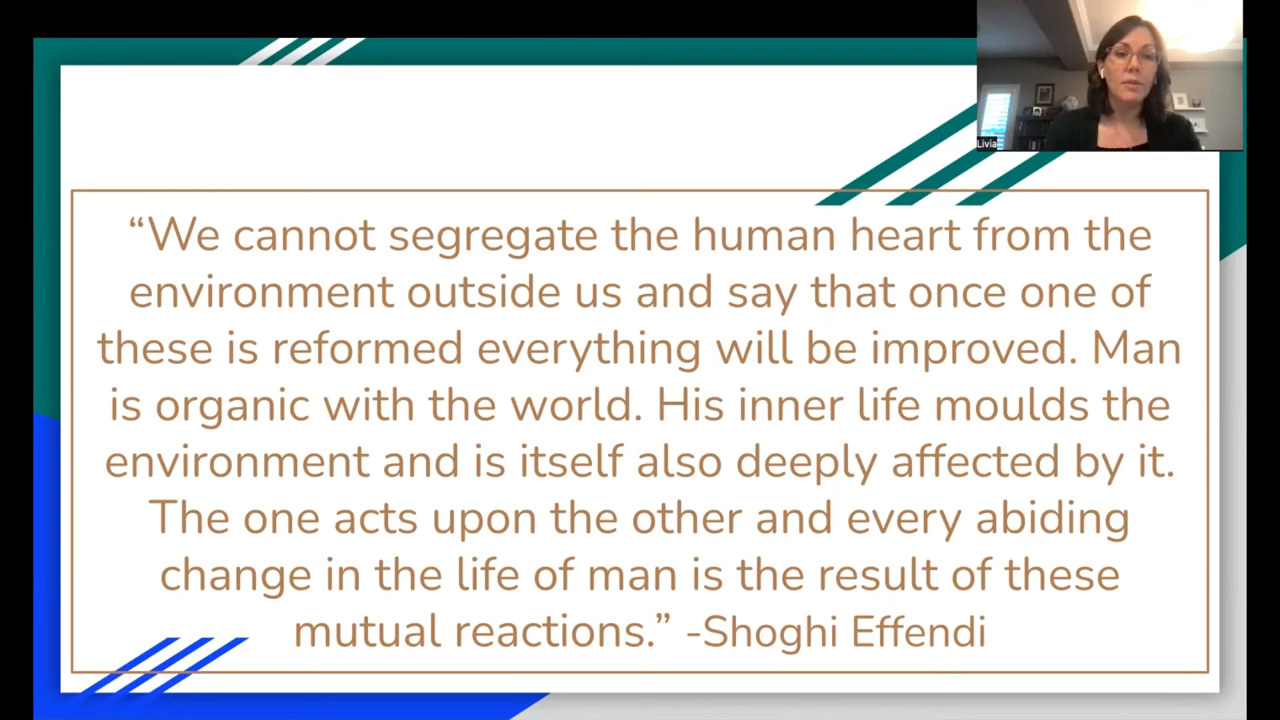 Livia
“We cannot segregate the human heart from the
environment outside us and say that once one of
these is reformed everything will be improved. Man
is organic with the world. His inner life moulds the
environment and is itself also deeply affected by it.
The one acts upon the other and every abiding
change in the life of man is the result of these
mutual reactions.” -Shoghi Effendi